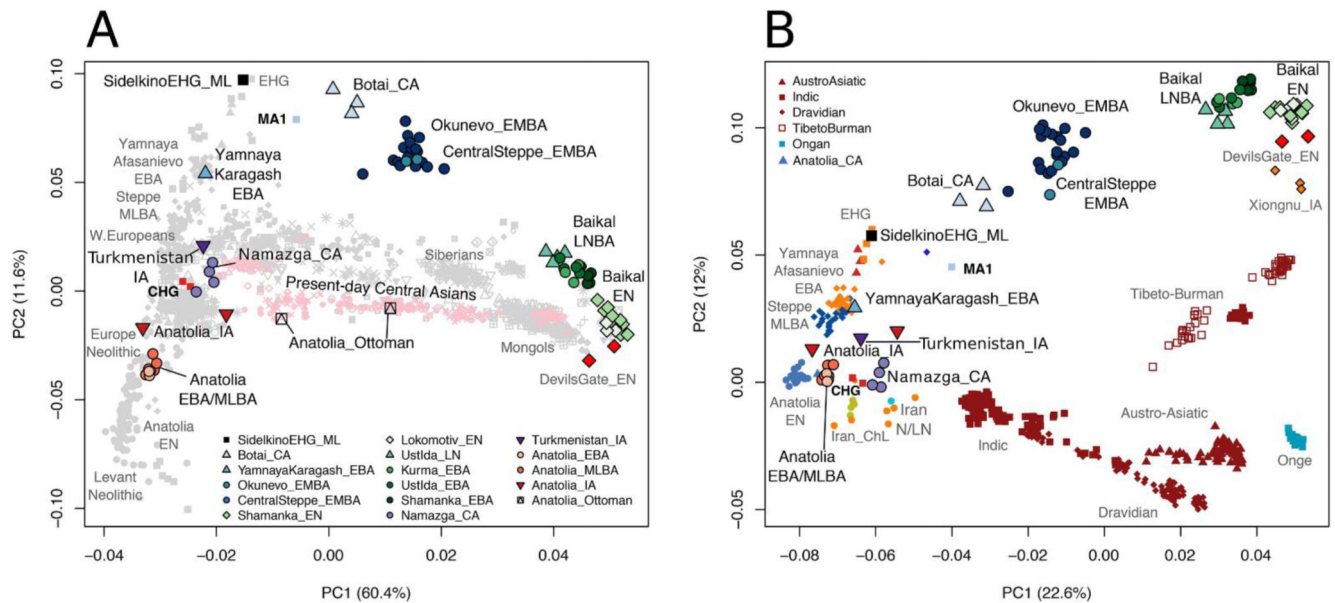 A
0.10
0.05
0.00
−0.05
−0.10
PC2 (11.6%)
−0.04
−0.02
0.00
0.02
0.04
PC1 (60.4%)
SidelkinoEHG_ML
EHG
Botai_CA
MA1
Okunevo_EMBA
CentralSteppe_EMBA
Yamnaya
Afasanievo
EBA
Steppe
MLBA
Yamnaya
Karagash
EBA
W.Europeans
Turkmenistan
IA
Namazga_CA
CHG
Siberians
Baikal
LNBA
Baikal
EN
Present-day Central Asians
Europe
Neolithic
Anatolia_IA
Anatolia_Ottoman
Mongols
DevilsGate_EN
Anatolia
EBA/MLBA
Anatolia
EN
Levant
Neolithic
SidelkinoEHG_ML
Botai_CA
YamnayaKaragash_EBA
Okunevo_EMBA
CentralSteppe_EMBA
Shamanka_EN
Lokomotiv_EN
UstIda_LN
Kurma_EBA
UstIda_EBA
Shamanka_EBA
Namazga_CA
Turkmenistan_IA
Anatolia_EBA
Anatolia_MLBA
Anatolia_IA
Anatolia_Ottoman
B
0.10
0.05
0.00
−0.05
PC2 (12%)
−0.08
−0.06
−0.04
−0.02
0.00
0.02
0.04
PC1 (22.6%)
AustroAsiatic
Indic
Dravidian
TibetoBurman
Ongan
Anatolia_CA
Baikal
LNBA
Baikal
EN
Okunevo_EMBA
DevilsGate_EN
Botai_CA
CentralSteppe
EMBA
Xiongnu_IA
EHG
SidelkinoEHG_ML
Yamnaya
Afasanievo
EBA
MA1
Steppe
MLBA
YamnayaKaragash_EBA
Tibeto-Burman
Anatolia_IA
Turkmenistan_IA
Anatolia
EN
CHG
Namazga_CA
Iran_ChL
Iran
N/LN
Anatolia
EBA/MLBA
Indic
Austro-Asiatic
Onge
Dravidian